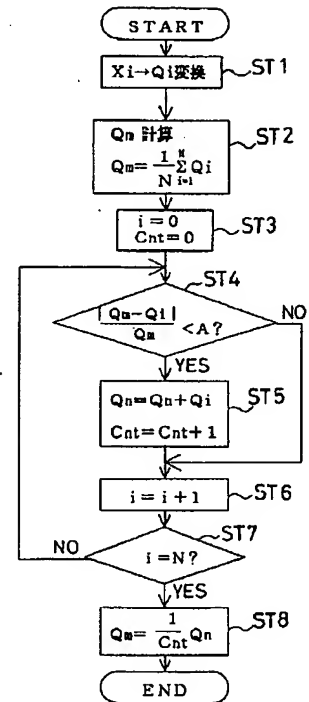 START
Xi→Qi変換
ST1
Qm 計算
Qm=1/N NΣi=1 Qi
ST2
i=0
Cnt=0
ST3
ST4
|Qm-Qi|/Qm <A?
NO
YES
Qn=Qn+Qi
Cnt=Cnt+1
ST5
i=i+1
ST6
ST7
NO
i=N?
YES
Qm=1/Cnt Qn
ST8
END